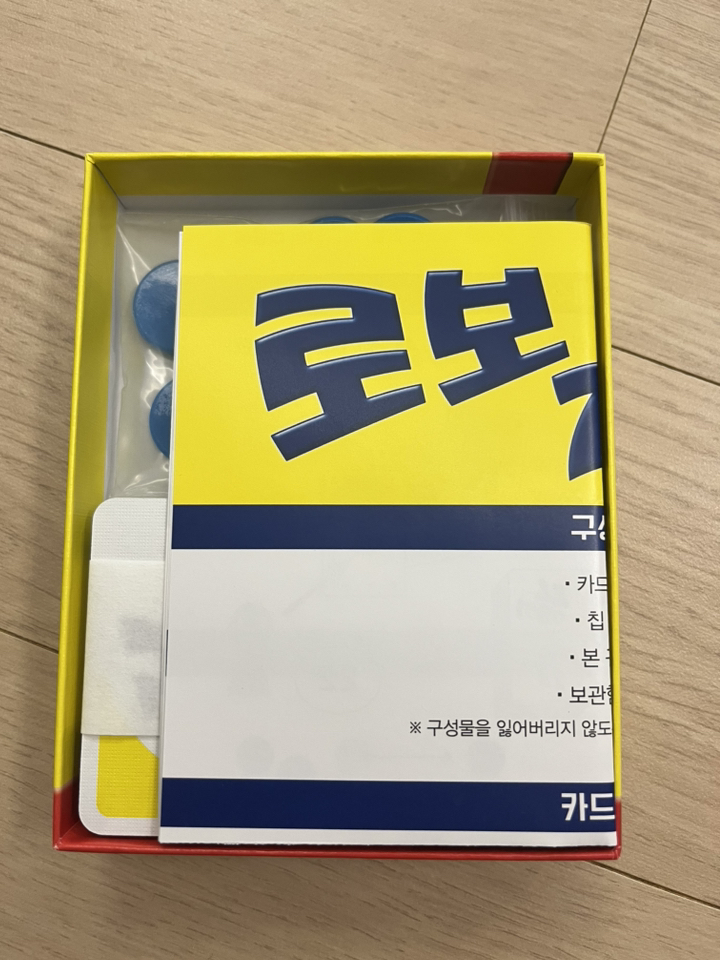 로보
구성
· 카드
· 칩
· 본
· 보관함
※ 구성물을 잃어버리지 않도
카드